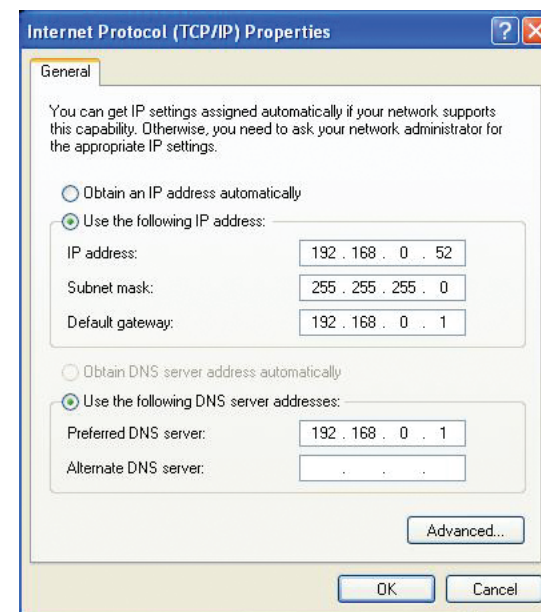 Internet Protocol (TCP/IP) Properties
General
You can get IP settings assigned automatically if your network supports
this capability. Otherwise, you need to ask your network administrator for
the appropriate IP settings.
Obtain an IP address automatically
Use the following IP address:
IP address: 192 . 168 . 0 . 52
Subnet mask: 255 . 255 . 255 . 0
Default gateway: 192 . 168 . 0 . 1
Obtain DNS server address automatically
Use the following DNS server addresses:
Preferred DNS server: 192 . 168 . 0 . 1
Alternate DNS server: . . .
Advanced...
OK Cancel